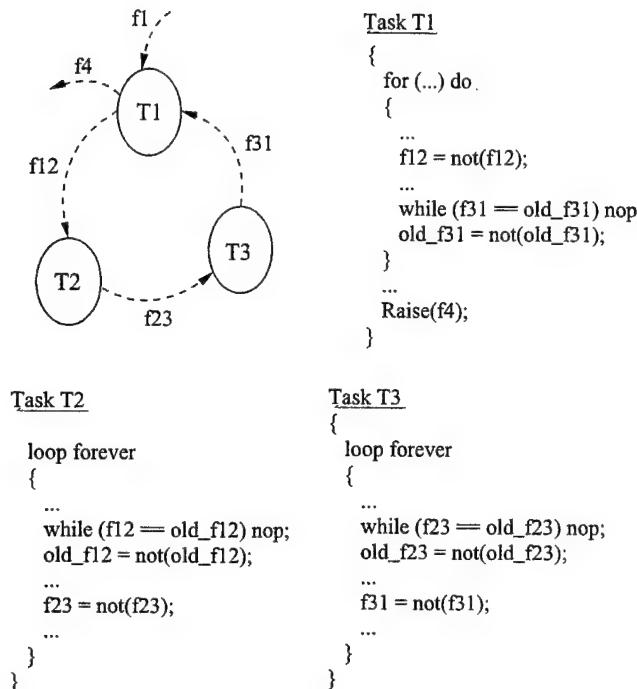 f1
f4
T1
f12
f31
T2
T3
f23
Task T1
{
for (...) do
{
...
f12 = not(f12);
...
while (f31 == old_f31) nop
old_f31 = not(old_f31);
}
...
Raise(f4);
}
Task T2
loop forever
{
...
while (f12 == old_f12) nop;
old_f12 = not(old_f12);
...
f23 = not(f23);
...
}
}
Task T3
{
loop forever
{
...
while (f23 == old_f23) nop;
old_f23 = not(old_f23);
...
f31 = not(f31);
...
}
}